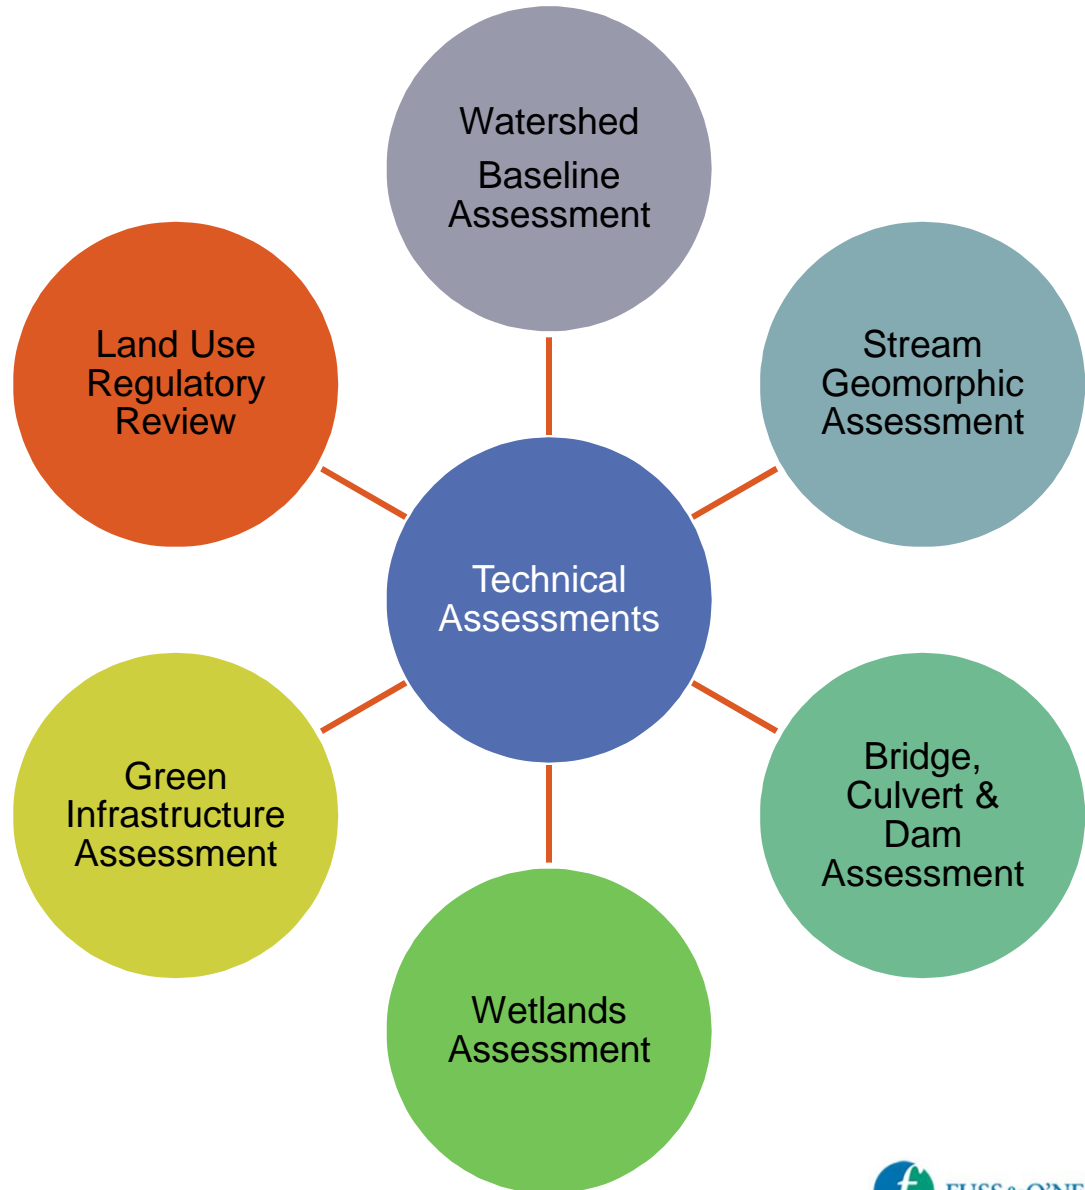 Watershed
Baseline
Assessment
Land Use
Regulatory
Review
Stream
Geomorphic
Assessment
Technical
Assessments
Green
Infrastructure
Assessment
Bridge,
Culvert &
Dam
Assessment
Wetlands
Assessment